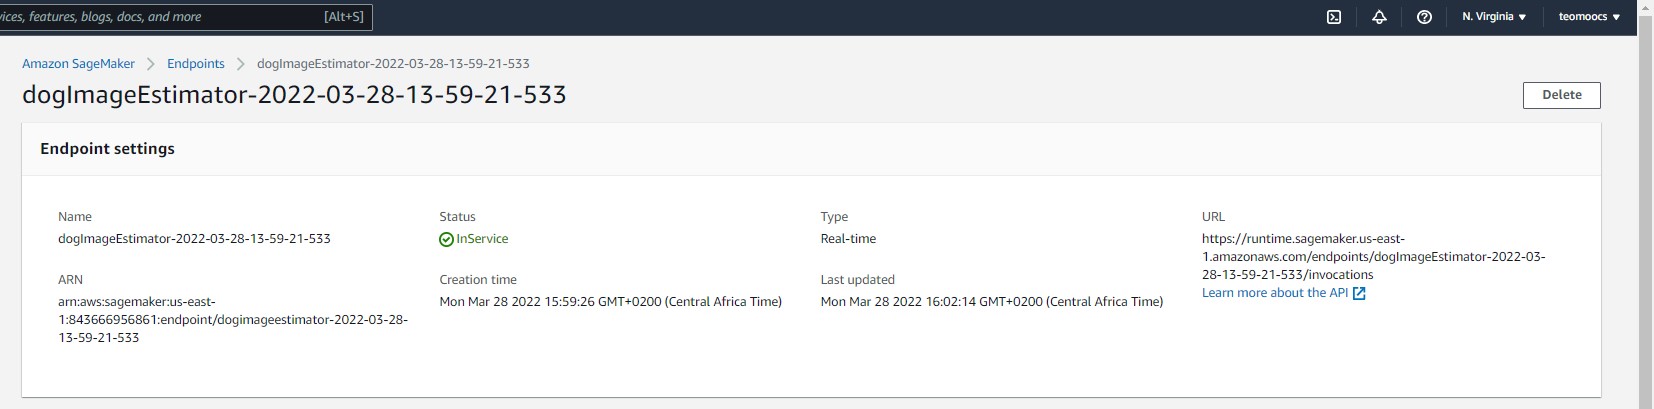 ices, features, blogs, docs, and more [Alt+S] N. Virginia teomoocs
Amazon SageMaker Endpoints dogImageEstimator-2022-03-28-13-59-21-533
dogImageEstimator-2022-03-28-13-59-21-533
Delete
Endpoint settings
Name
dogImageEstimator-2022-03-28-13-59-21-533
Status
InService
Type
Real-time
URL
https://runtime.sagemaker.us-east-
1.amazonaws.com/endpoints/dogImageEstimator-2022-03-
28-13-59-21-533/invocations
Learn more about the API
ARN
arn:aws:sagemaker:us-east-
1:843666956861:endpoint/dogimageestimator-2022-03-28-
13-59-21-533
Creation time
Mon Mar 28 2022 15:59:26 GMT+0200 (Central Africa Time)
Last updated
Mon Mar 28 2022 16:02:14 GMT+0200 (Central Africa Time)